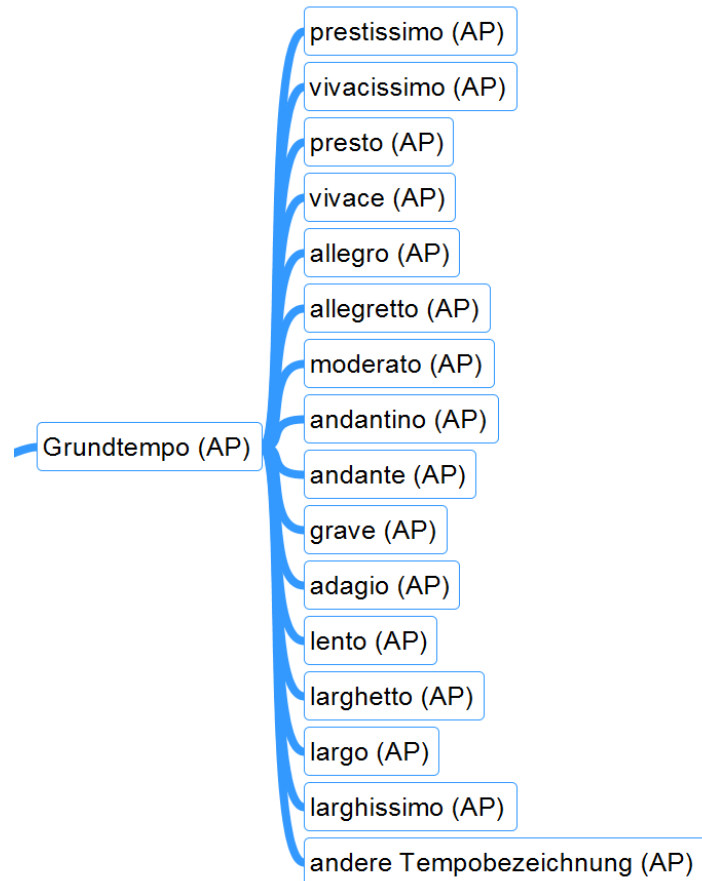 prestissimo (AP)
vivacissimo (AP)
presto (AP)
vivace (AP)
allegro (AP)
allegretto (AP)
moderato (AP)
andantino (AP)
Grundtempo (AP)
andante (AP)
grave (AP)
adagio (AP)
lento (AP)
larghetto (AP)
largo (AP)
larghissimo (AP)
andere Tempobezeichnung (AP)